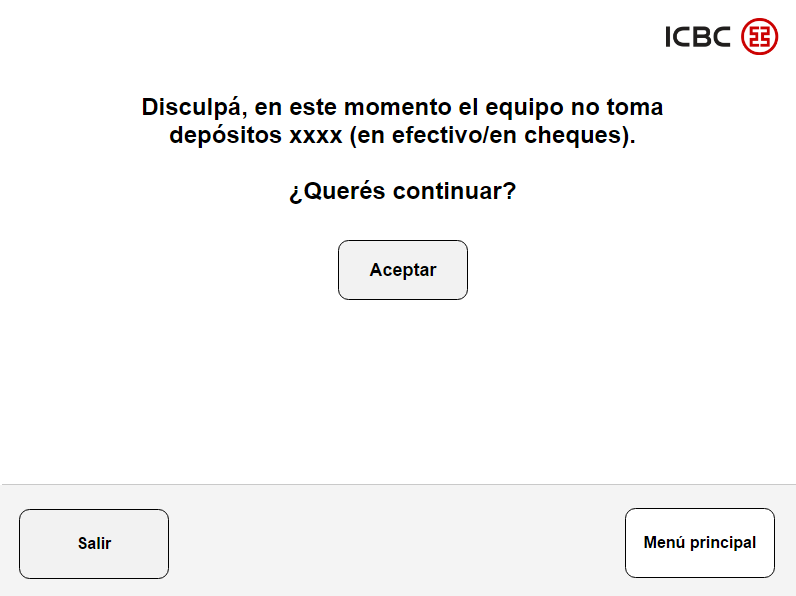 ICBC
Disculpá, en este momento el equipo no toma
depósitos xxxx (en efectivo/en cheques).
¿Querés continuar?
Aceptar
Salir
Menú principal